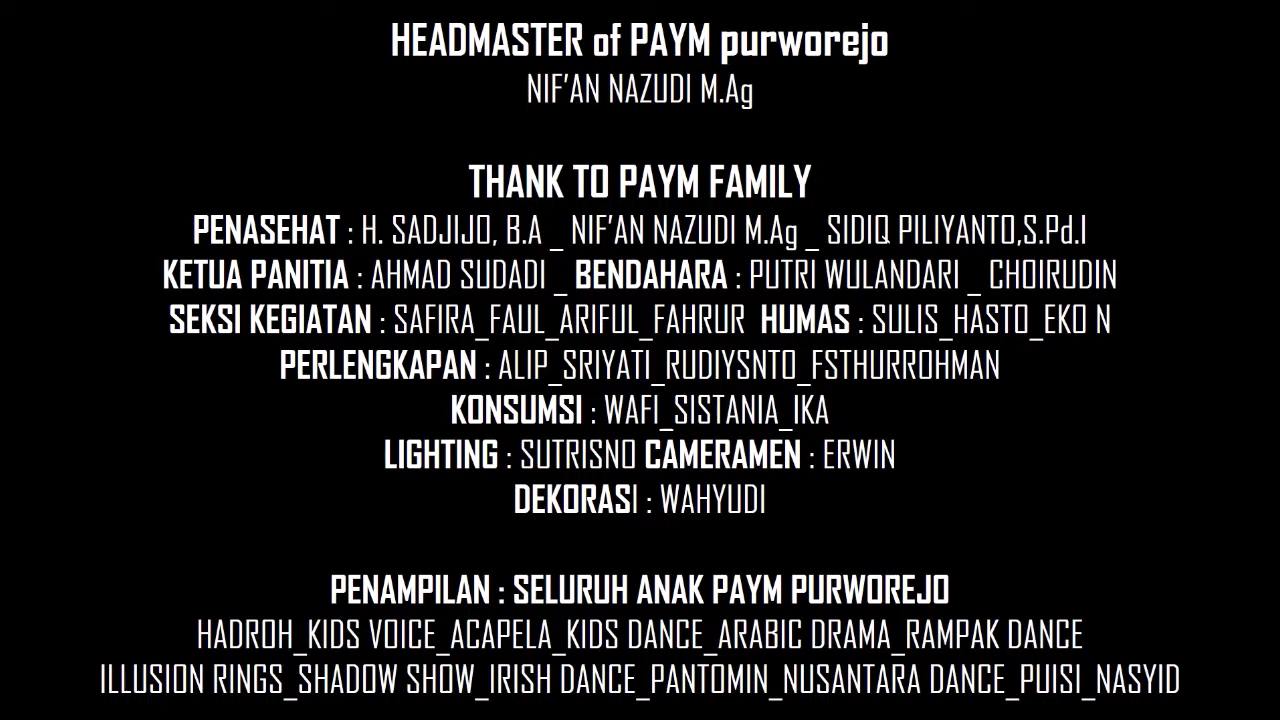 HEADMASTER of PAYM purworejo
NIF'AN NAZUDI M.Ag
THANK TO PAYM FAMILY
PENASEHAT : H. SADJIJO, B.A _ NIF'AN NAZUDI M.Ag _ SIDIQ PILIYANTO,S.Pd.I
KETUA PANITIA : AHMAD SUDADI _ BENDAHARA : PUTRI WULANDARI _ CHOIRUDIN
SEKSI KEGIATAN : SAFIRA_FAUL_ARIFUL_FAHRUR HUMAS : SULIS_HASTO_EKO N
PERLENGKAPAN : ALIP_SRIYATI_RUDIYSNTO_FSTHURROHMAN
KONSUMSI : WAFI_SISTANIA_IKA
LIGHTING : SUTRISNO CAMERAMEN : ERWIN
DEKORASI : WAHYUDI
PENAMPILAN : SELURUH ANAK PAYM PURWOREJO
HADROH_KIDS VOICE_ACAPELA_KIDS DANCE_ARABIC DRAMA_RAMPAK DANCE
ILLUSION RINGS_SHADOW SHOW_IRISH DANCE_PANTOMIN_NUSANTARA DANCE_PUISI_NASYID